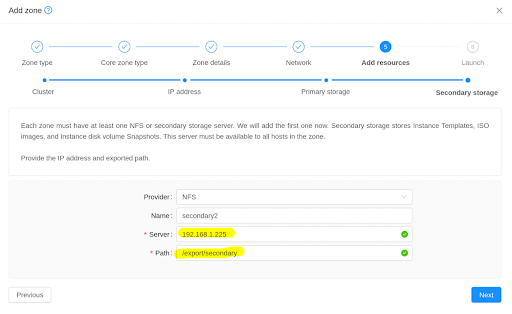 Add zone ?
Zone type
Core zone type
Zone details
Network
5
Add resources
6
Launch
Cluster
IP address
Primary storage
Secondary storage
Each zone must have at least one NFS or secondary storage server. We will add the first one now. Secondary storage stores Instance Templates, ISO
images, and Instance disk volume Snapshots. This server must be available to all hosts in the zone.
Provide the IP address and exported path.
Provider: NFS
Name: secondary2
* Server: 192.168.1.225
* Path: /export/secondary
Previous
Next